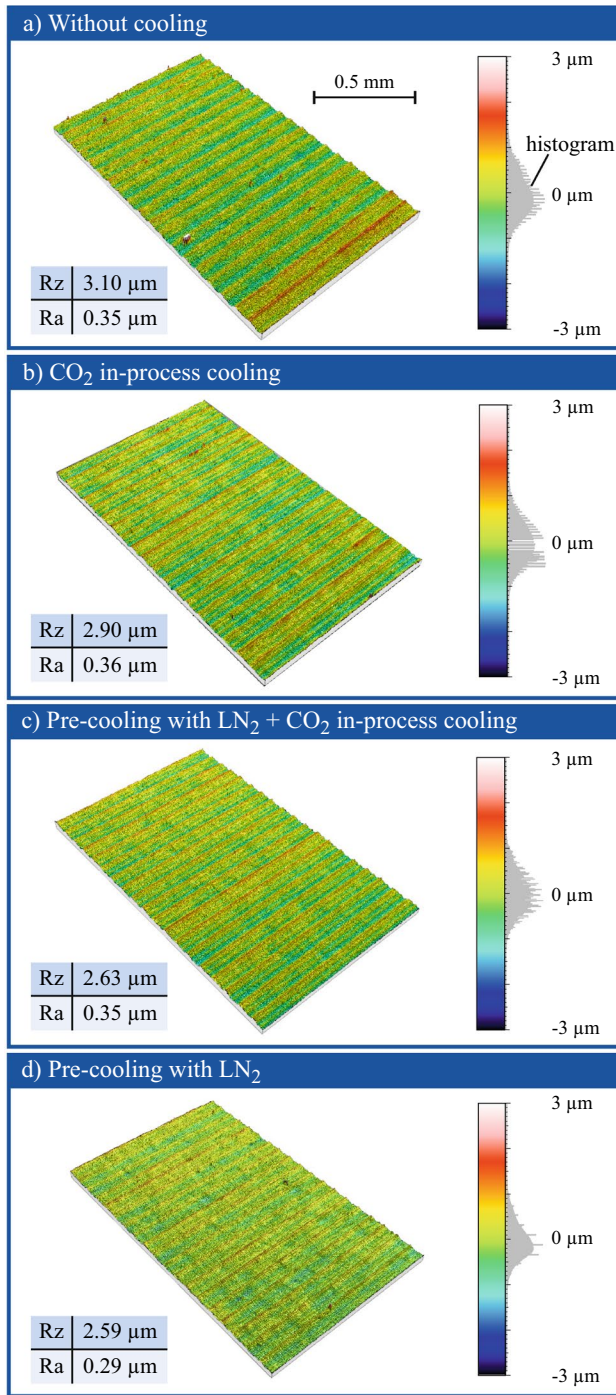 a) Without cooling
3 µm
0.5 mm
histogram
0 µm
Rz 3.10 µm
Ra 0.35 µm
-3 µm
b) CO₂ in-process cooling
3 µm
0 µm
Rz 2.90 µm
Ra 0.36 µm
-3 µm
c) Pre-cooling with LN₂ + CO₂ in-process cooling
3 µm
0 µm
Rz 2.63 µm
Ra 0.35 µm
-3 µm
d) Pre-cooling with LN₂
3 µm
0 µm
Rz 2.59 µm
Ra 0.29 µm
-3 µm